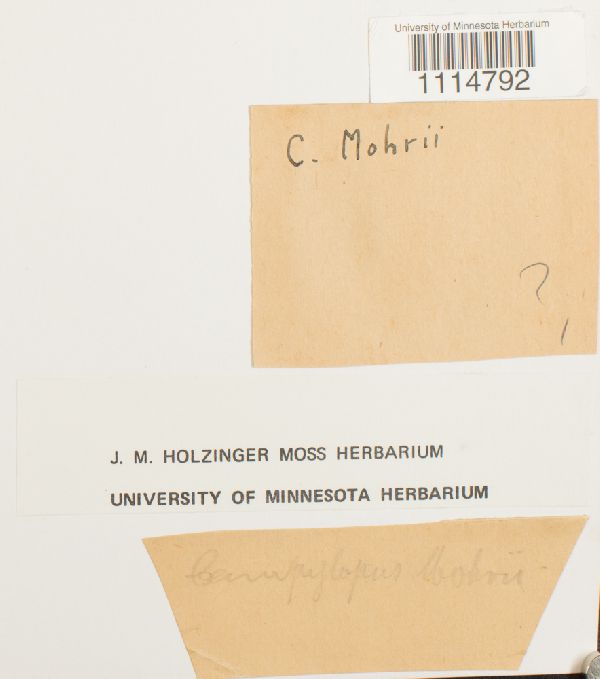 University of Minnesota Herbarium
1114792
C. Mohrii
?
J. M. HOLZINGER MOSS HERBARIUM
UNIVERSITY OF MINNESOTA HERBARIUM
Campylopus Mohrii